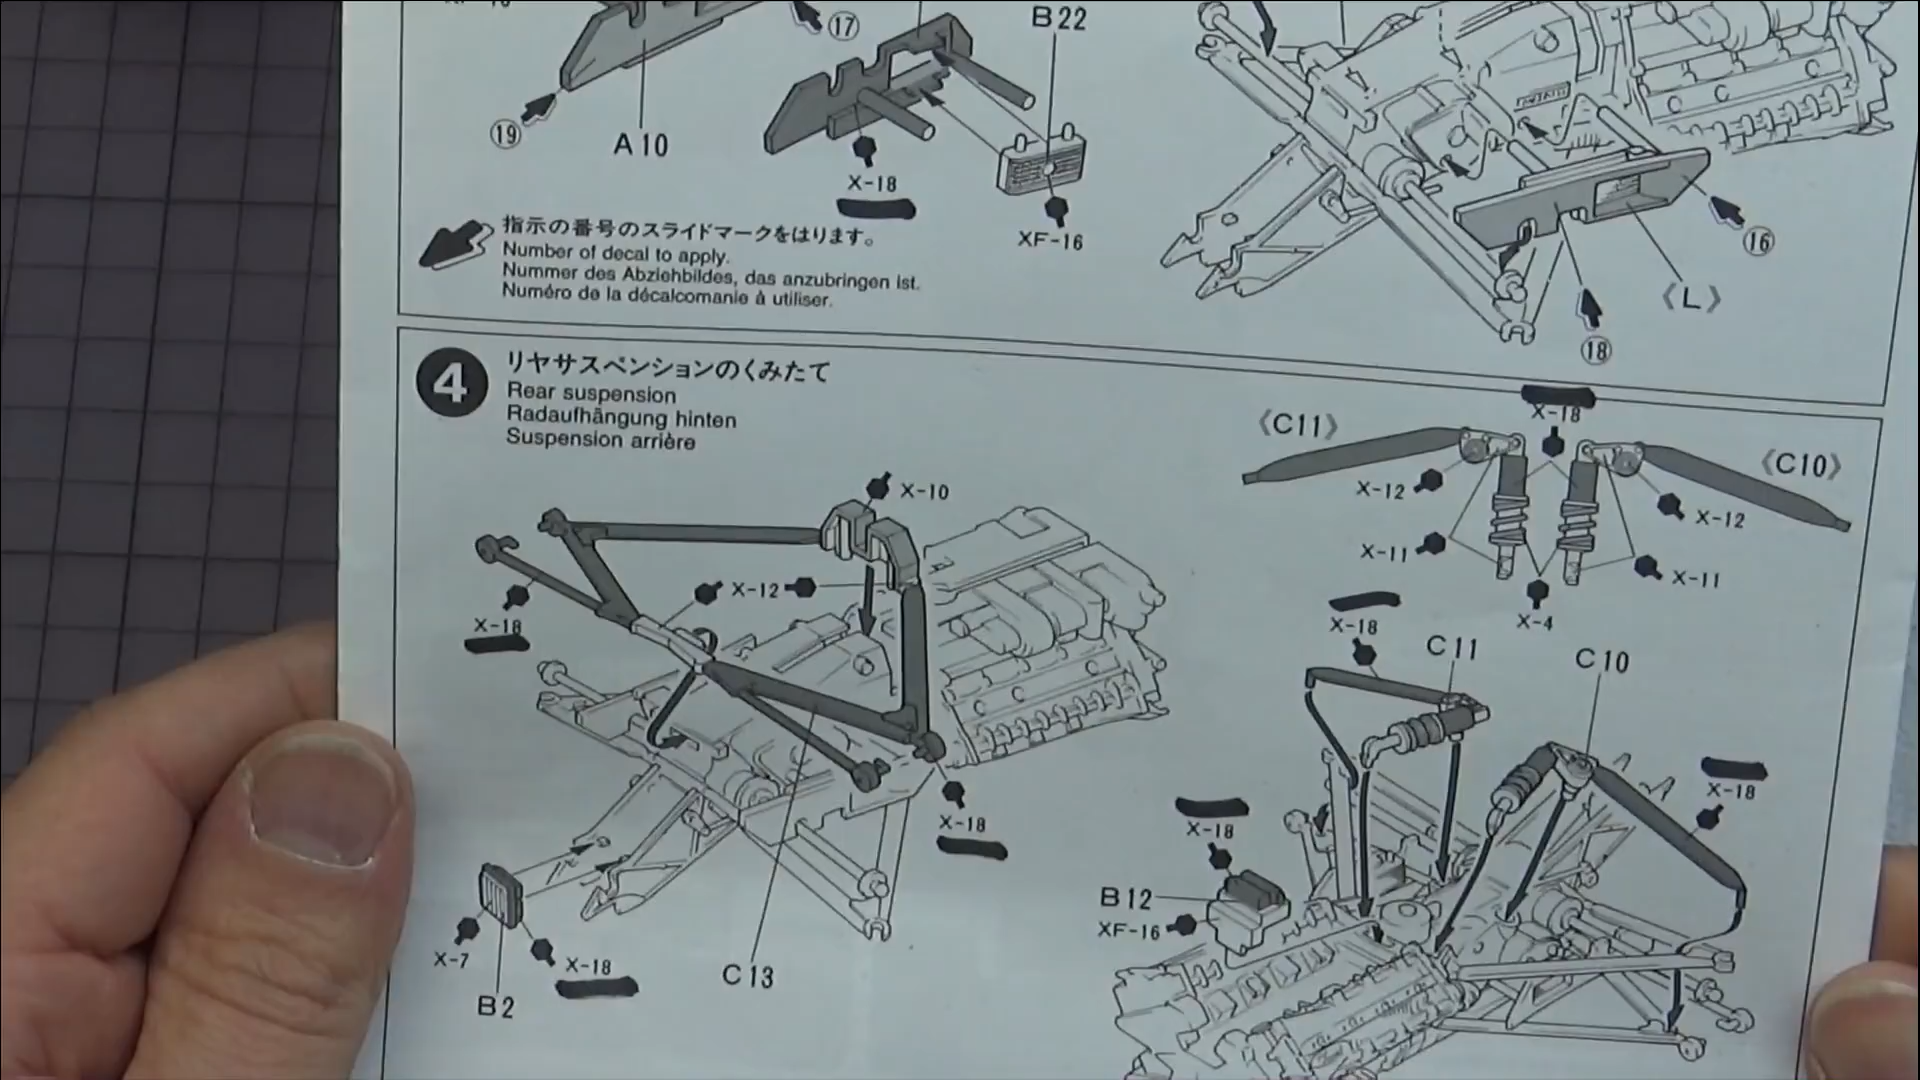 B22
⑰
⑲
A10
X-18
XF-16
指示の番号のスライドマークをはります。
Number of decal to apply.
Nummer des Abziehbildes, das anzubringen ist.
Numéro de la décalcomanie à utiliser.
⑯
《L》
⑱
4
リヤサスペンションのくみたて
Rear suspension
Radaufhängung hinten
Suspension arrière
X-10
X-12
X-18
X-18
C13
X-7
X-18
B2
X-18
《C11》
《C10》
X-12
X-12
X-11
X-11
X-4
X-18
C11
C10
X-18
X-18
B12
XF-16